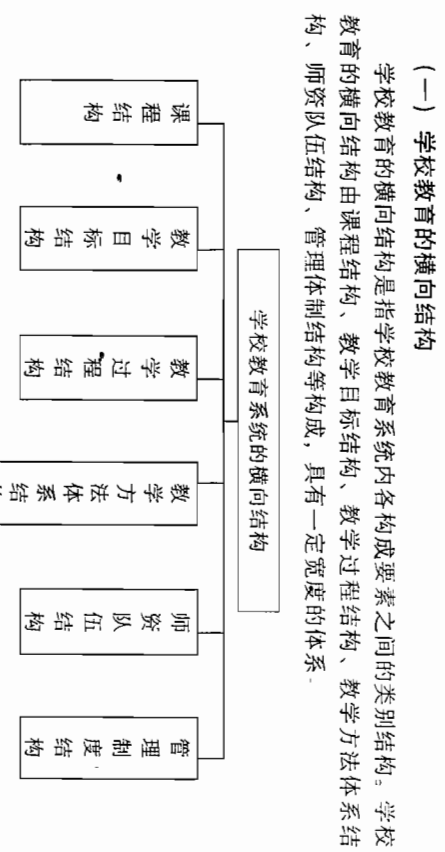 (一) 学校教育的横向结构
学校教育的横向结构是指学校教育系统内各构成要素之间的类别结构。学校
教育的横向结构由课程结构、教学目标结构、教学过程结构、教学方法体系结
构、师资队伍结构、管理体制结构等构成，具有一定宽度的体系.
学校教育系统的横向结构
课程结构
教学目标结构
教学过程结构
教学方法体系结
师资队伍结构
管理制度结构